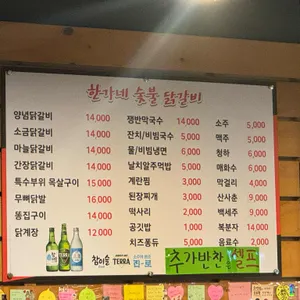 한가네 숯불 닭갈비
양념닭갈비 14,000
소금닭갈비 14,000
마늘닭갈비 14,000
간장닭갈비 14,000
특수부위 목살구이 15,000
무뼈닭발 16,000
똥집구이 14,000
닭게장 12,000
쟁반막국수 14,000
잔치/비빔국수 5,000
물/비빔냉면 6,000
날치알주먹밥 5,000
계란찜 3,000
된장찌개 3,000
떡사리 2,000
공깃밥 1,000
치즈퐁듀 5,000
소주 5,000
맥주 5,000
청하 6,000
매화수 6,000
막걸리 4,000
산사춘 9,000
백세주 9,000
복분자 14,000
음료수 2,000
참이슬
TERRA
진로
추가반찬 셀프